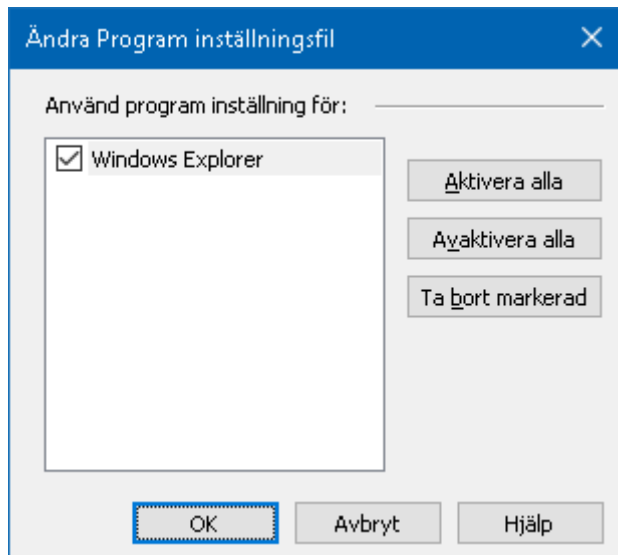 Ändra Program inställningsfil
Använd program inställning för:
Windows Explorer
Aktivera alla
Avaktivera alla
Ta bort markerad
OK
Avbryt
Hjälp